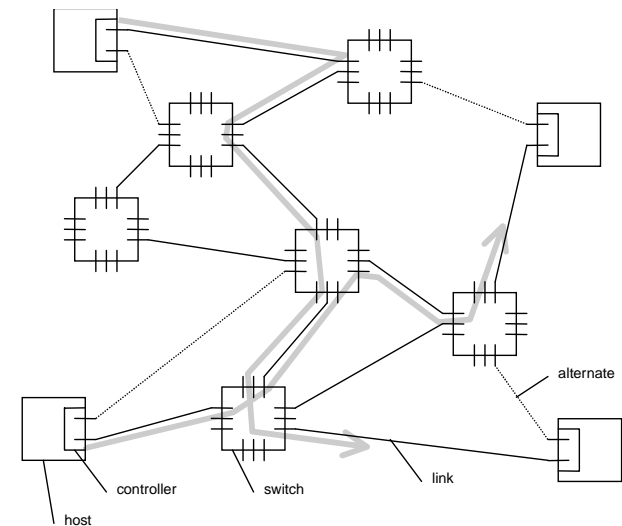 alternate
link
controller
switch
host